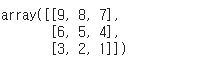 array([[9, 8, 7],
       [6, 5, 4],
       [3, 2, 1]])